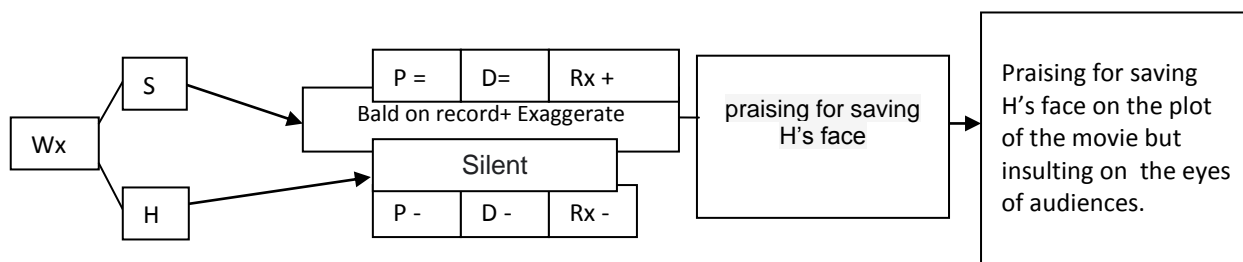 Wx
S
H
P =
D=
Rx +
Bald on record+ Exaggerate
Silent
P -
D -
Rx -
praising for saving
H's face
Praising for saving
H's face on the plot
of the movie but
insulting on the eyes
of audiences.